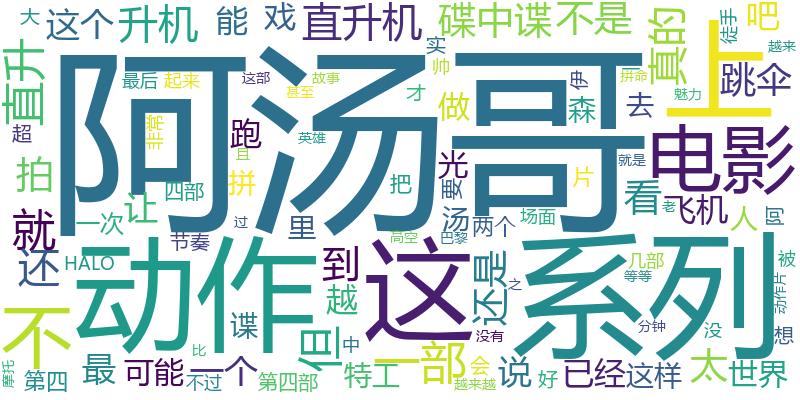 大 这个 升机 能 戏 直升机 碟中谍 不是 真的 徒手 吧
直升 阿汤哥 实 帅 上 越来
最后 起来 这部 故事 甚至 才 做 森 伊 去 拼命 魅力 跳伞
超 罪 跑 英雄 光 就是 电影
拍 四部 拼 且 把 要 片 看 飞机
就 一次 让 里 过 汤 两个 场面 老 人 阿
还 HALO 节奏 到 高空 巴黎 还是 几部 被
不 动作 越 这 系列 之 等等 动作片
谍 但 没有 分钟 没 想
摩托 第四 最 可能 比 不过 一个 第四部 中 特工 一部 越来越 会 说 好 已经 这样 太 世界